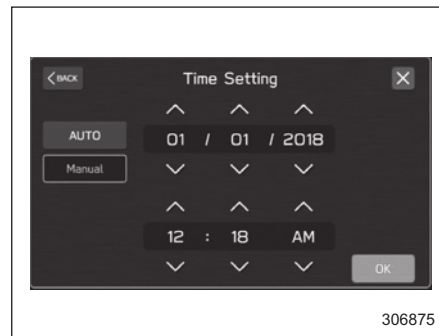 BACK Time Setting
AUTO 01 / 01 / 2018
Manual
12 : 18 AM
OK
306875